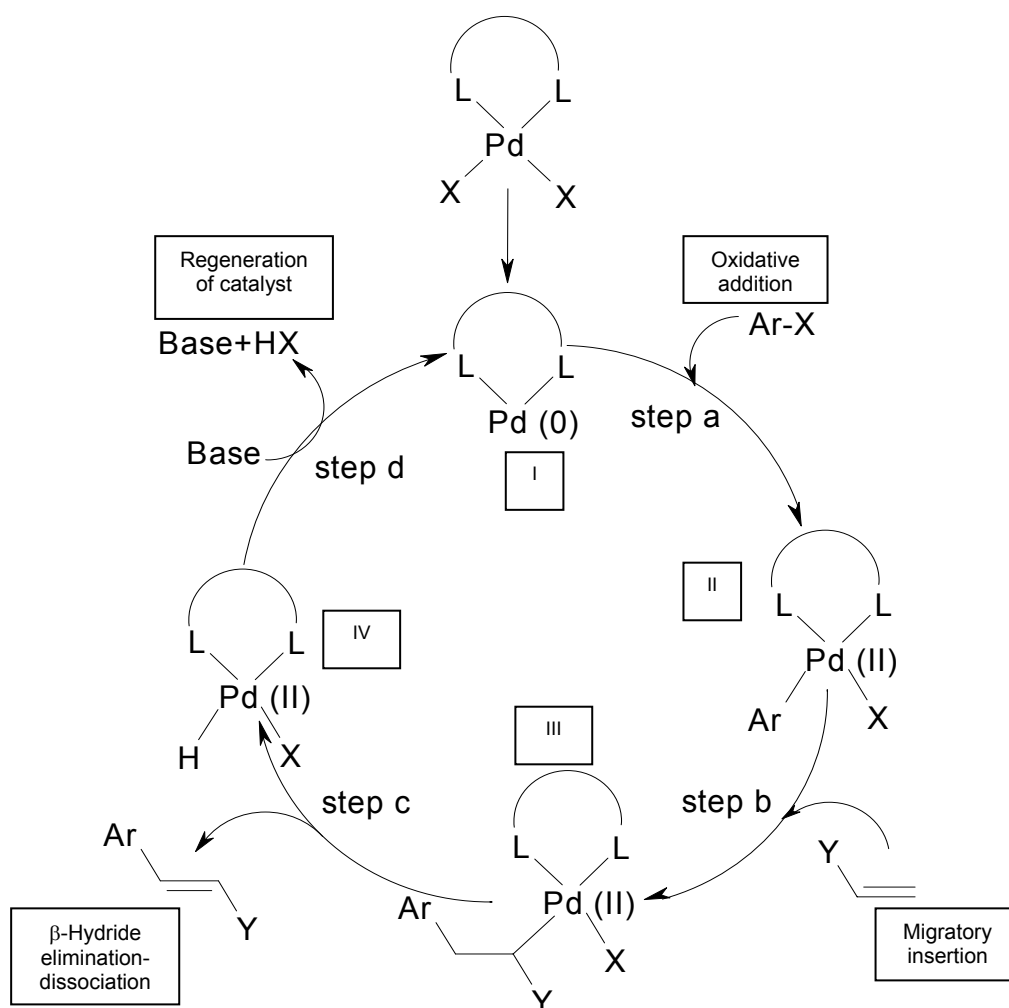 L L
Pd
X X
Regeneration
of catalyst
Oxidative
addition
Base+HX
Ar-X
L L
Pd (0)
step a
Base
step d
I
II
L L
Pd (II)
Ar
X
IV
L L
Pd (II)
H
X
III
step c
step b
L L
Pd (II)
X
Ar
Y
Ar
Y
Y
β-Hydride
elimination-
dissociation
Migratory
insertion